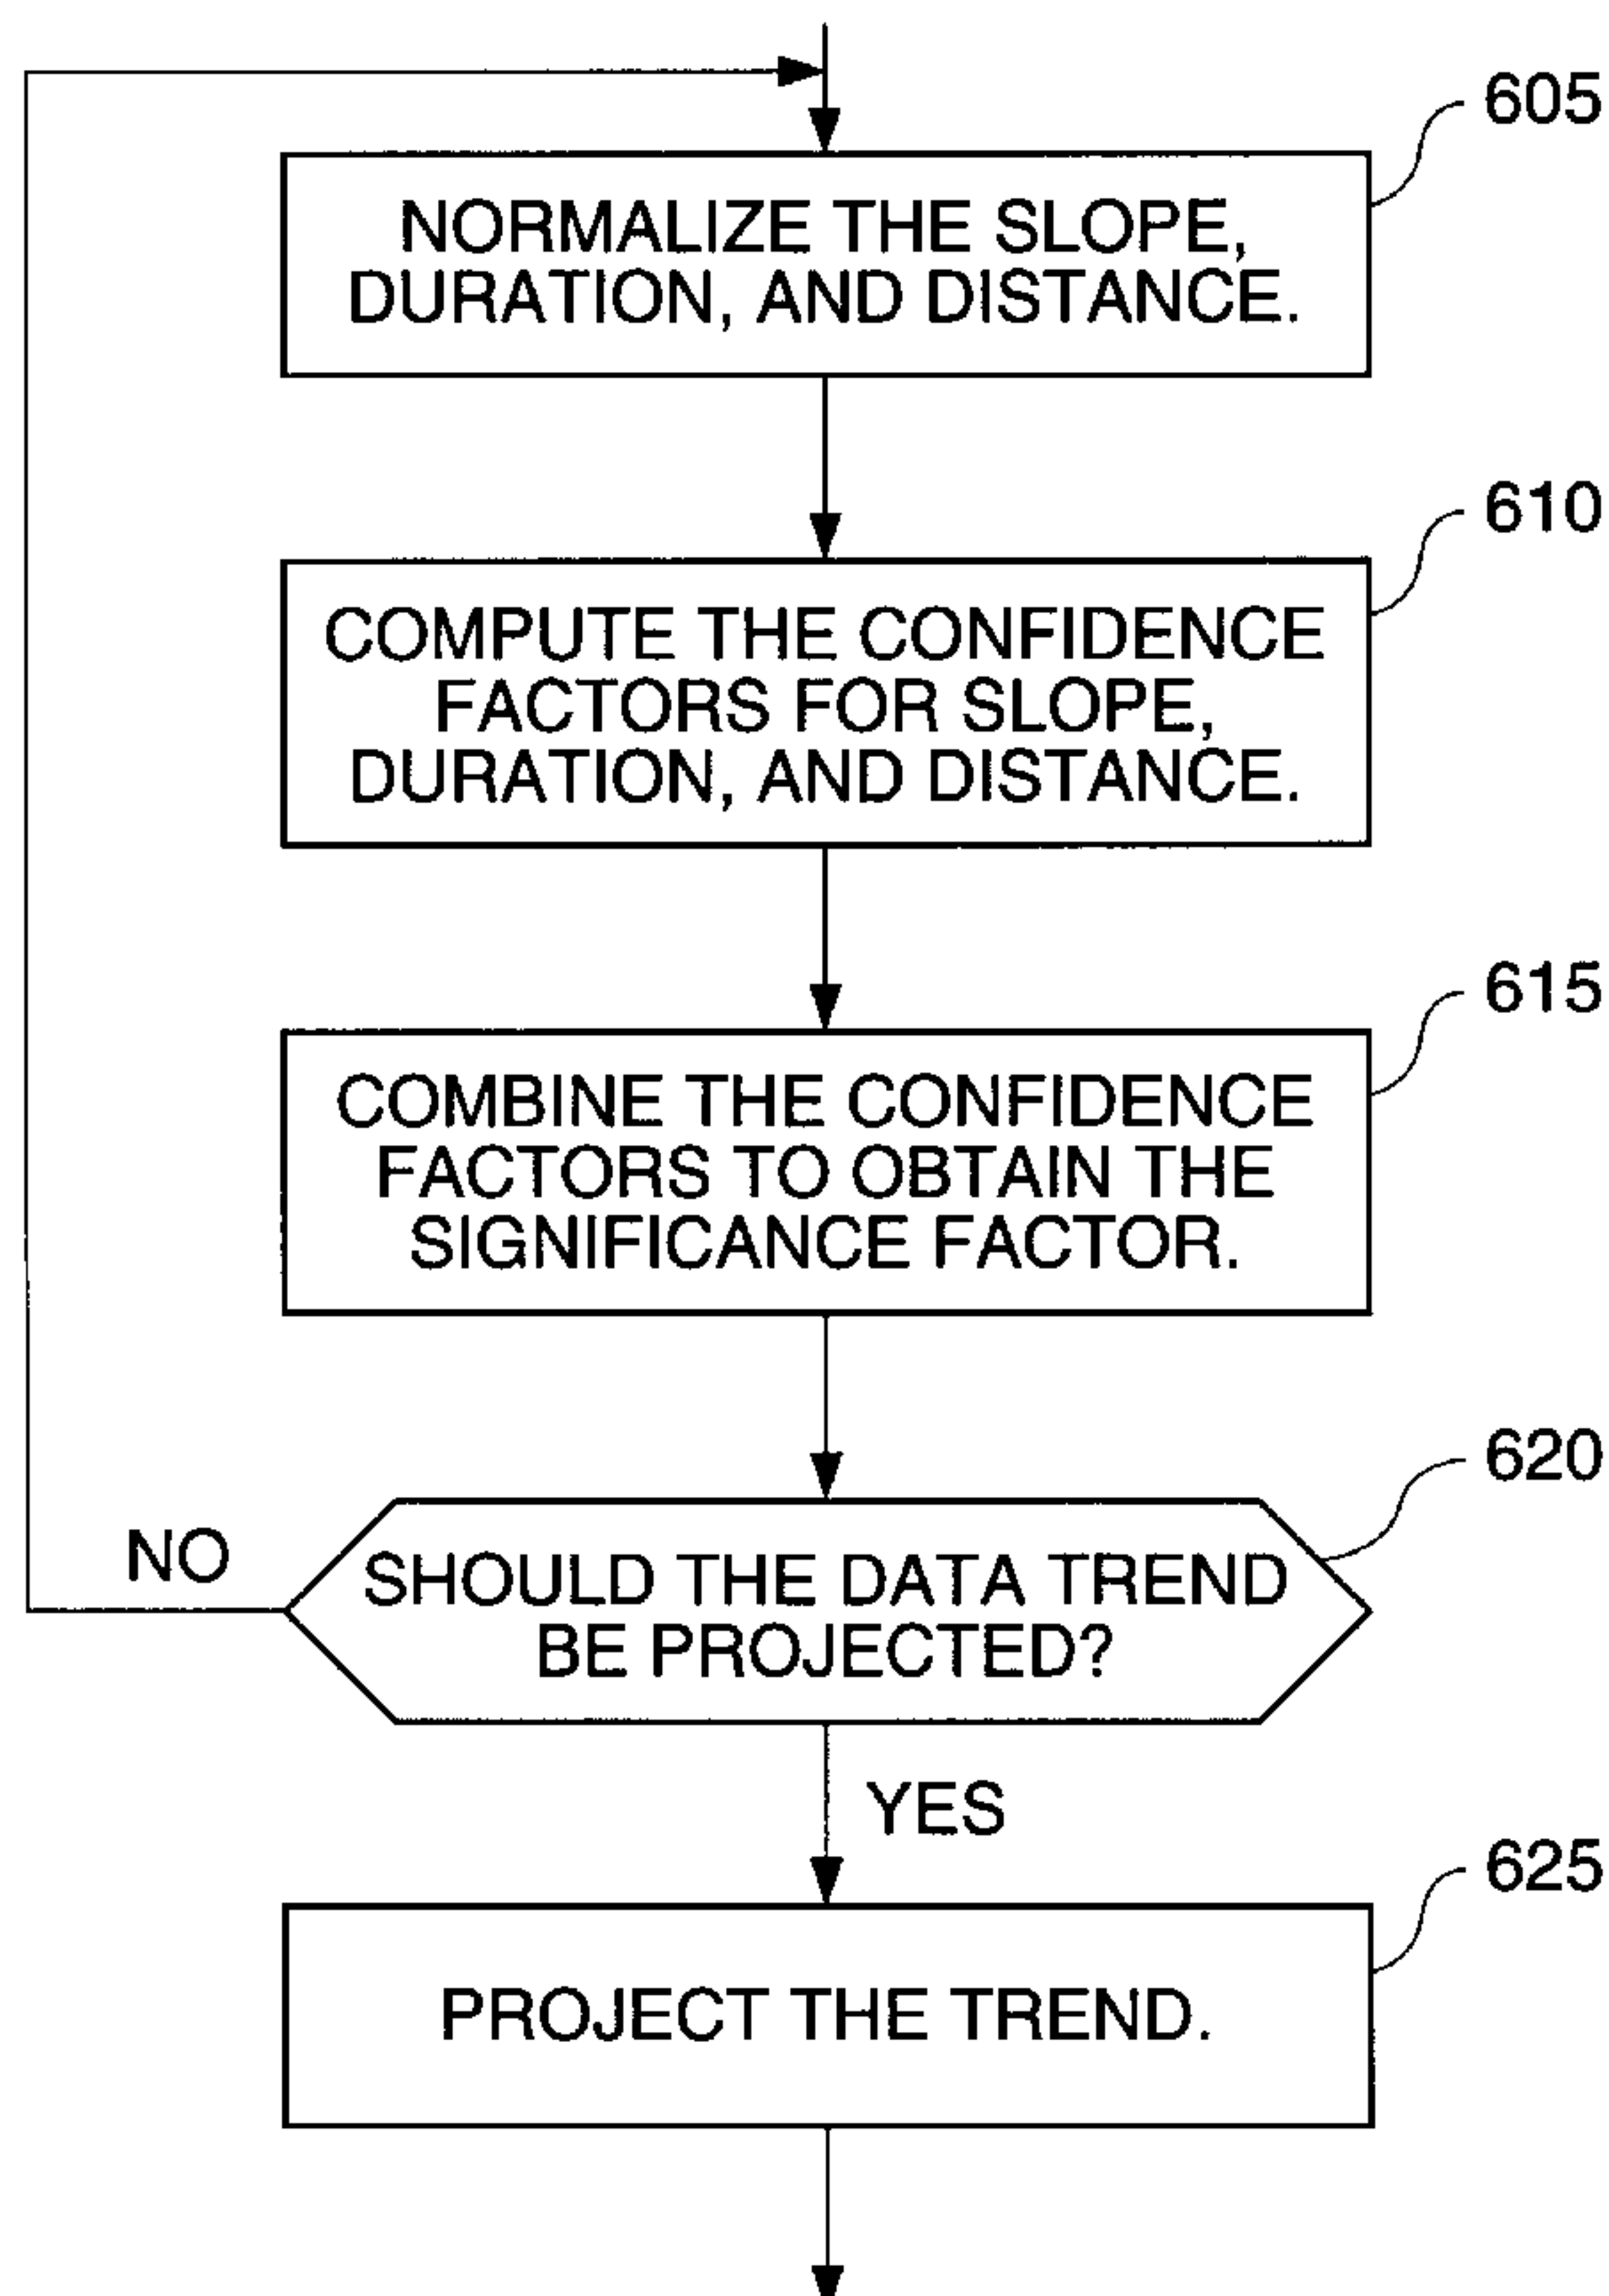 605
NORMALIZE THE SLOPE,
DURATION, AND DISTANCE.
610
COMPUTE THE CONFIDENCE
FACTORS FOR SLOPE,
DURATION, AND DISTANCE.
615
COMBINE THE CONFIDENCE
FACTORS TO OBTAIN THE
SIGNIFICANCE FACTOR.
620
NO
SHOULD THE DATA TREND
BE PROJECTED?
YES
625
PROJECT THE TREND.